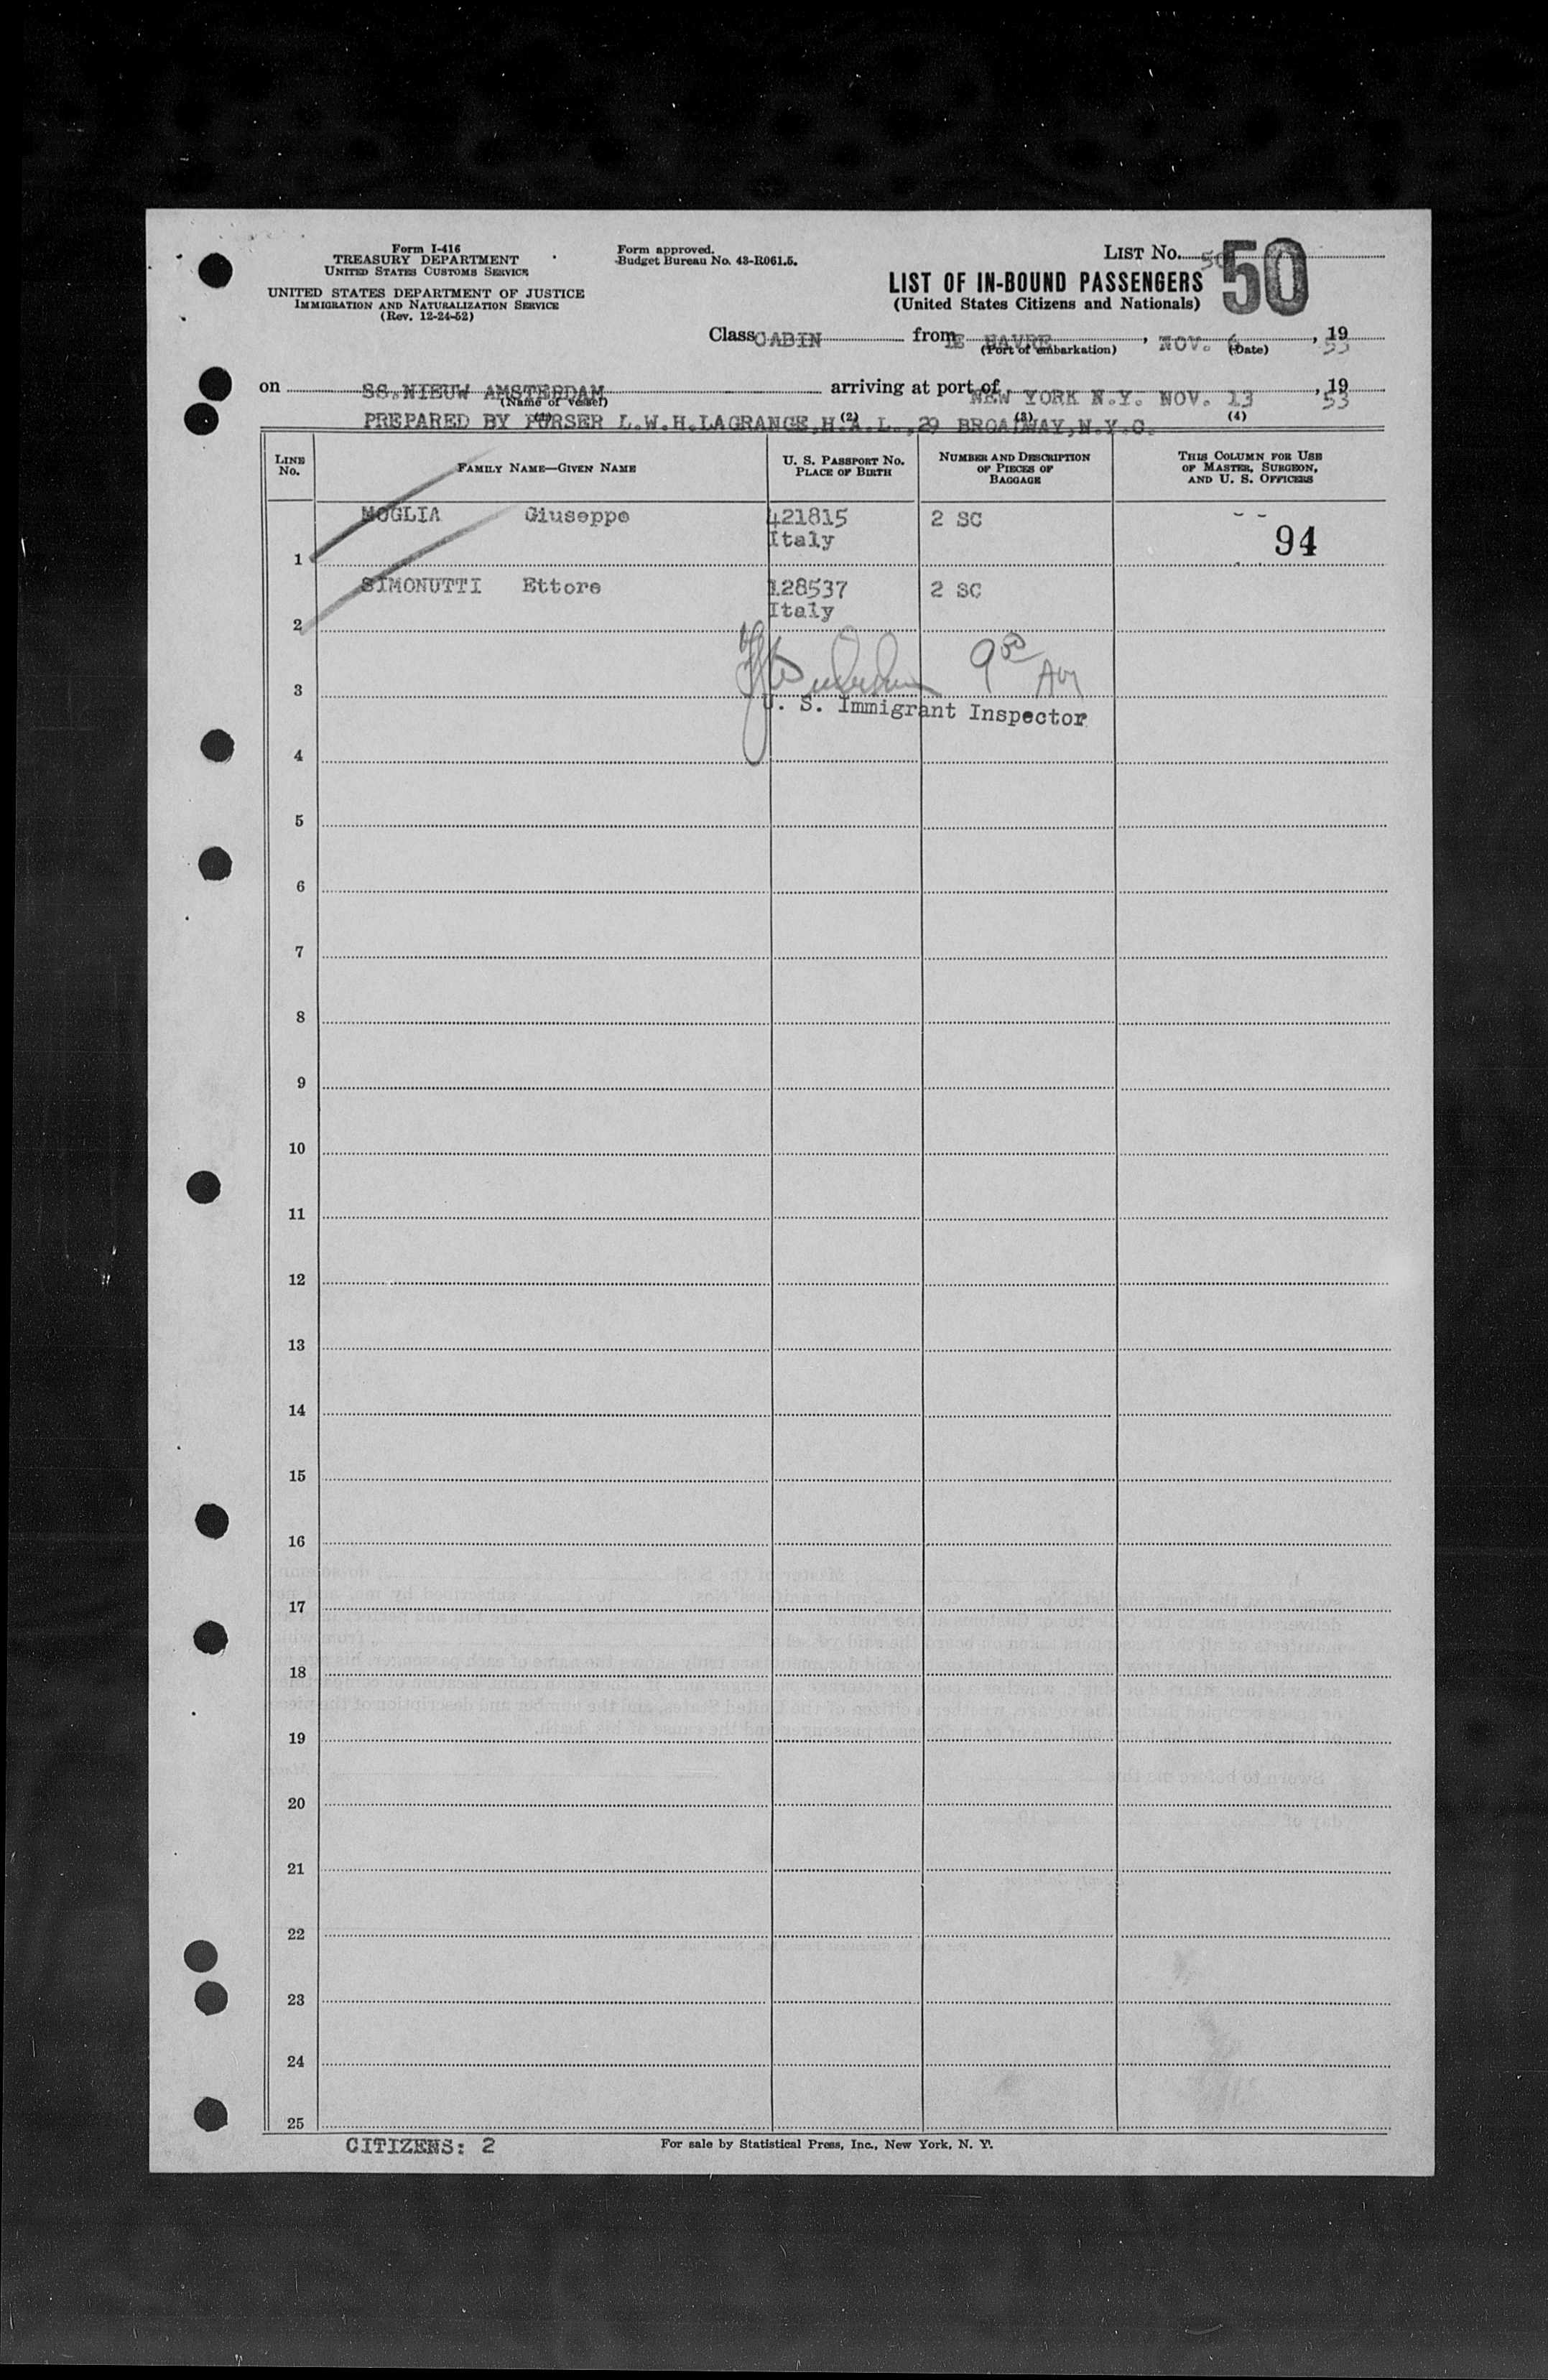 Form I-416
TREASURY DEPARTMENT
UNITED STATES CUSTOMS SERVICE
UNITED STATES DEPARTMENT OF JUSTICE
IMMIGRATION AND NATURALIZATION SERVICE
(Rev. 12-24-52)
Form approved.
Budget Bureau No. 43-R061.5.
LIST No. 50 50
LIST OF IN-BOUND PASSENGERS
(United States Citizens and Nationals)
Class CABIN from LE HAVRE, NOV. 6, 1953
(Port of embarkation) (Date)
on SS.NIEUW AMSTERDAM arriving at port of NEW YORK N.Y. NOV. 13, 1953
(Name of vessel)
PREPARED BY PURSER L.W.H.LAGRANGE,H.A.L.,29 BROADWAY,N.Y.C.
(1) (2) (3) (4)
LINE No.
FAMILY NAME—GIVEN NAME
U. S. PASSPORT No.
PLACE OF BIRTH
NUMBER AND DESCRIPTION OF PIECES OF BAGGAGE
THIS COLUMN FOR USE OF MASTER, SURGEON, AND U. S. OFFICERS
1 MOGLIA Giuseppe 421815 2 SC
Italy 94
2 SIMONUTTI Ettore 128537 2 SC
Italy
3
U. S. Immigrant Inspector
4
5
6
7
8
9
10
11
12
13
14
15
16
17
18
19
20
21
22
23
24
25
CITIZENS: 2
For sale by Statistical Press, Inc., New York, N. Y.